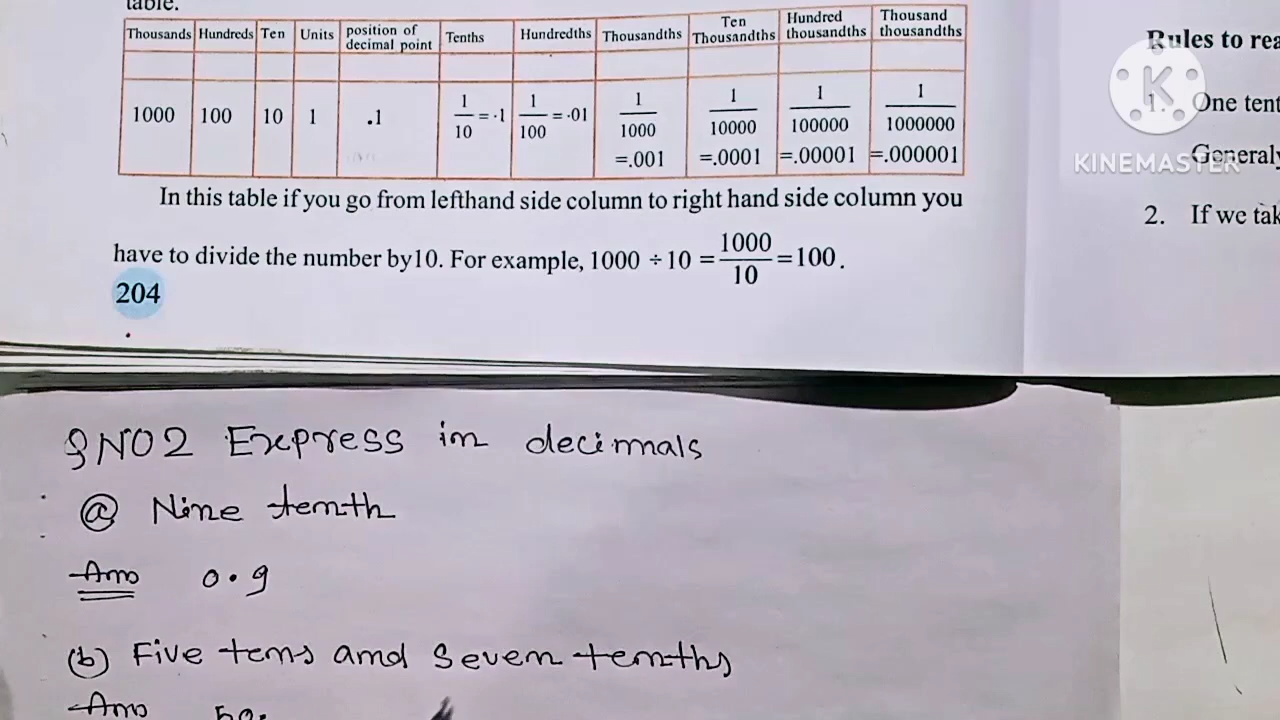 table.
Thousands Hundreds Ten Units position of decimal point Tenths Hundredths Thousandths Ten Thousandths Hundred thousandths Thousand thousandths
1000 100 10 1 .1 1/10 = ·1 1/100 = ·01 1/1000 =.001 1/10000 =.0001 1/100000 =.00001 1/1000000 =.000001
In this table if you go from lefthand side column to right hand side column you
have to divide the number by10. For example, 1000 ÷ 10 = 1000/10 = 100.
204
Rules to rea
1. One tent
Generaly
2. If we tak
KINEMASTER
QNO2 Express in decimals
(a) Nine tenth
Ans 0.9
(b) Five tens and seven tenths
Ans 50.